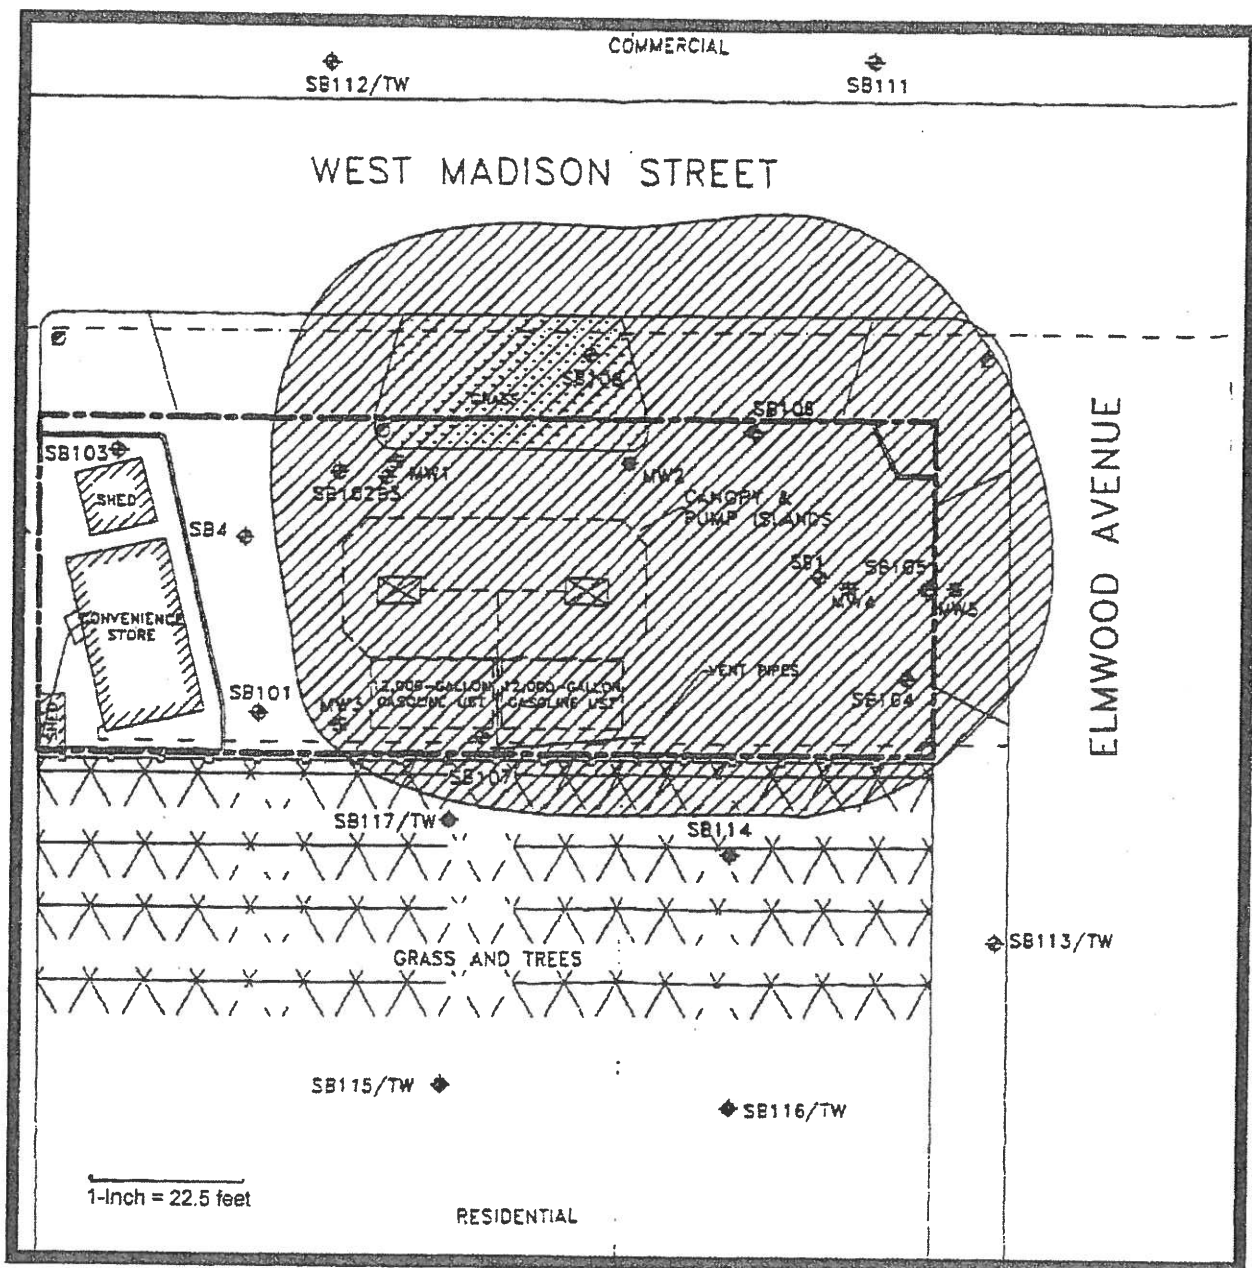 COMMERCIAL
SB112/TW
SB111
WEST MADISON STREET
SB106
GRASS
SB108
SB103
MW1
MW2
SHED
CANOPY &
PUMP ISLANDS
SB4
SB1
SB105
MW4
MW5
CONVENIENCE
STORE
ELMWOOD AVENUE
VENT PIPES
12,000-GALLON
GASOLINE UST
12,000-GALLON
GASOLINE UST
SB104
SB101
MW3
SHED
SB107
SB117/TW
SB114
SB113/TW
GRASS AND TREES
SB115/TW
SB116/TW
1-Inch = 22.5 feet
RESIDENTIAL